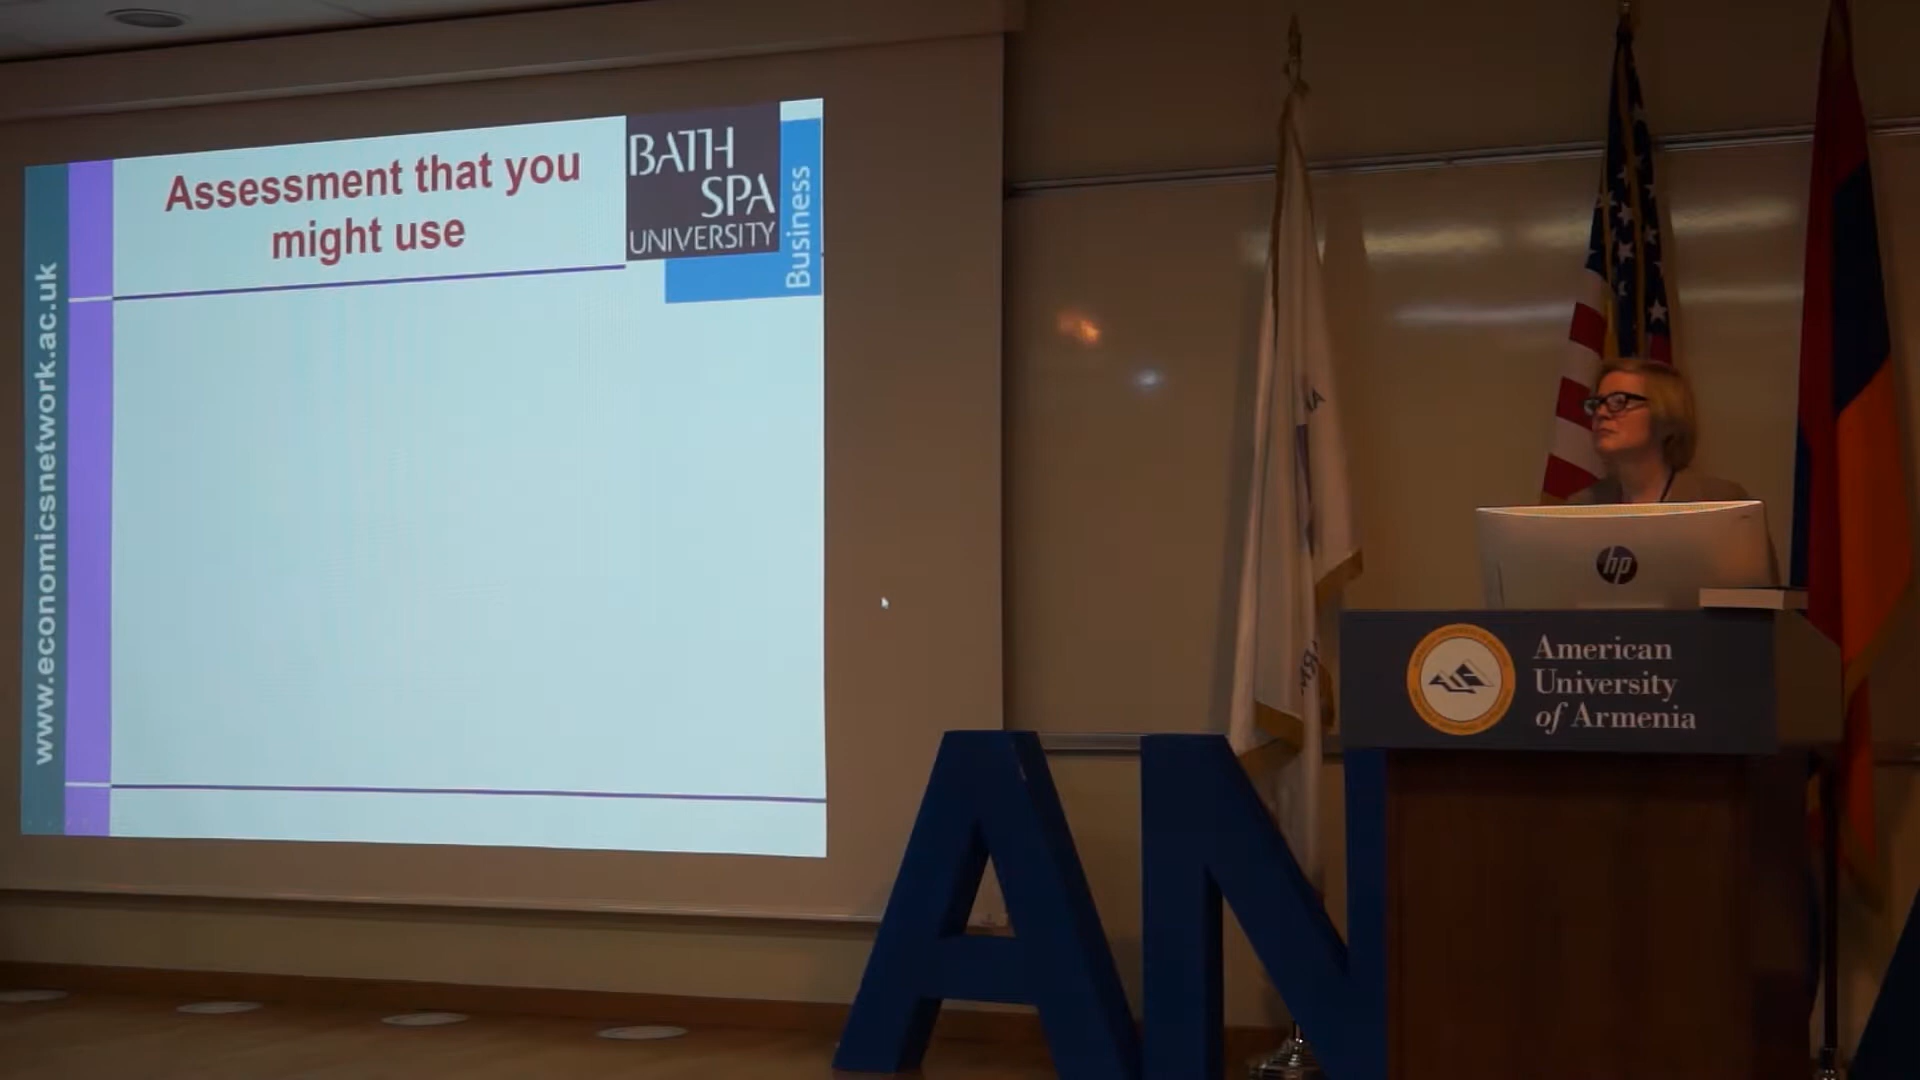 Assessment that you
might use
BATH
SPA
UNIVERSITY
Business
www.economicsnetwork.ac.uk
hp
American
University
of Armenia
AN